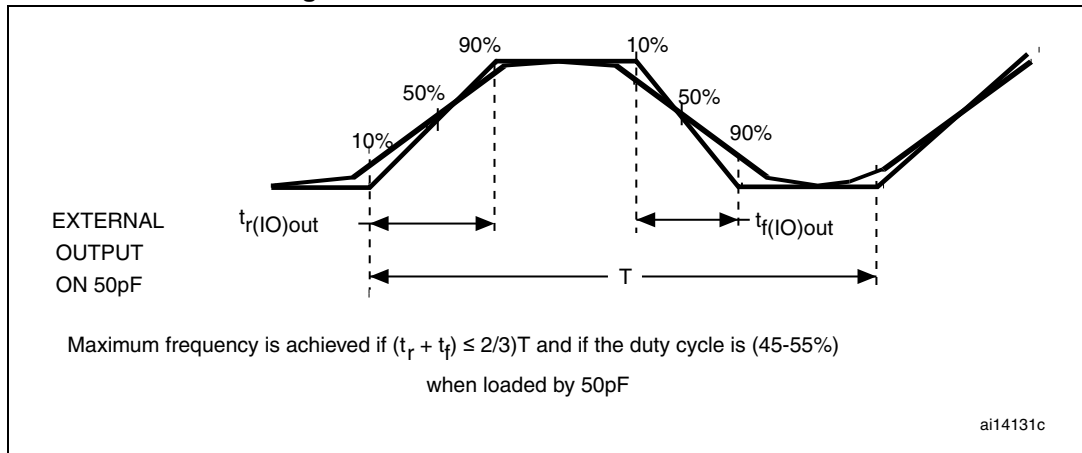 90%
10%
50%
50%
10%
90%
EXTERNAL
OUTPUT
ON 50pF
tr(IO)out
tf(IO)out
T
Maximum frequency is achieved if (tr + tf) ≤ 2/3)T and if the duty cycle is (45-55%)
when loaded by 50pF
ai14131c